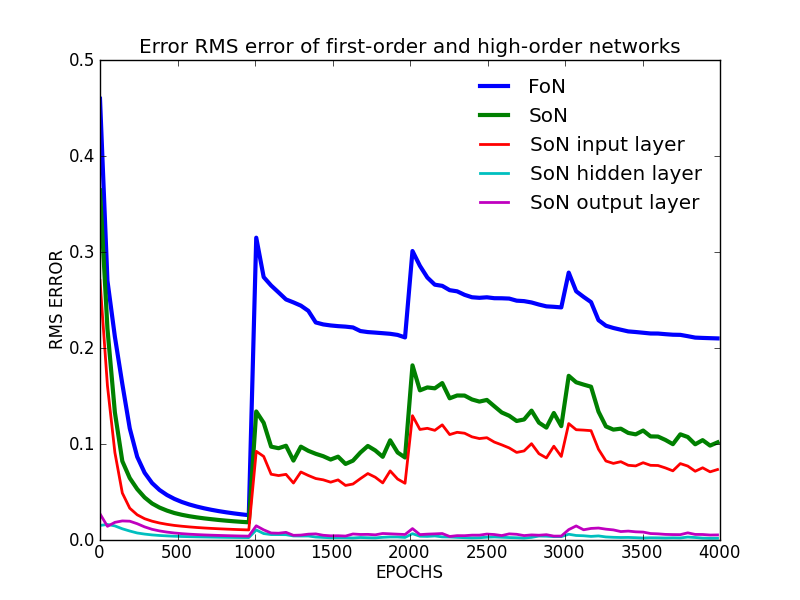 Error RMS error of first-order and high-order networks
0.5
FoN
SoN
0.4
SoN input layer
SoN hidden layer
SoN output layer
0.3
RMS ERROR
0.2
0.1
0.0
0 500 1000 1500 2000 2500 3000 3500 4000
EPOCHS